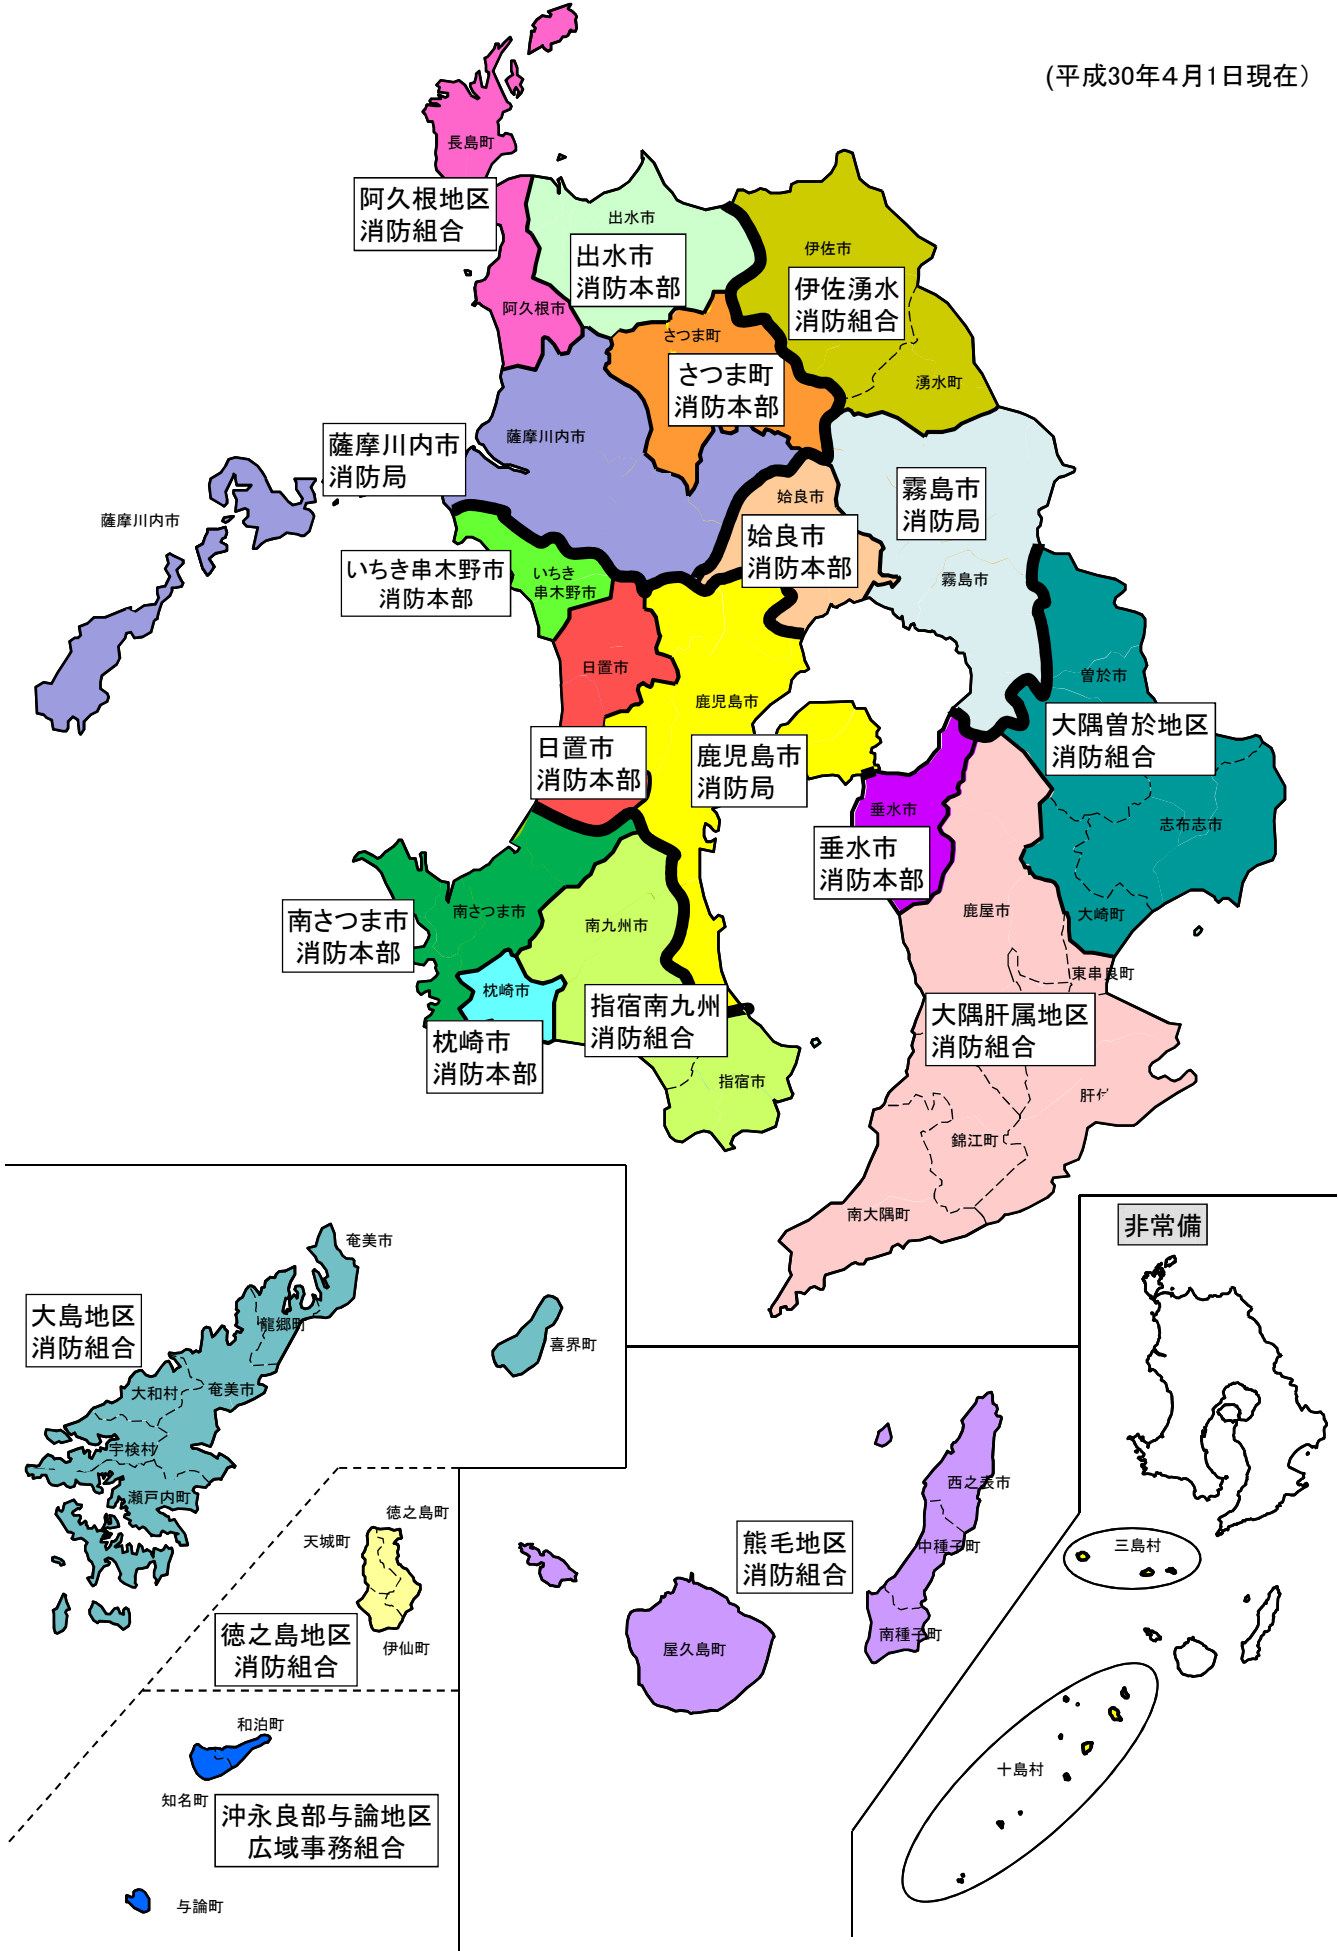 (平成30年4月1日現在）
長島町
阿久根地区
消防組合
出水市
出水市
消防本部
伊佐市
伊佐湧水
消防組合
阿久根市
さつま町
さつま町
消防本部
湧水町
薩摩川内市
消防局
薩摩川内市
薩摩川内市
霧島市
消防局
姶良市
姶良市
消防本部
いちき串木野市
消防本部
いちき
串木野市
霧島市
日置市
曽於市
鹿児島市
大隅曽於地区
消防組合
日置市
消防本部
鹿児島市
消防局
垂水市
志布志市
垂水市
消防本部
南さつま市
南さつま市
消防本部
南九州市
鹿屋市
大崎町
東串良町
枕崎市
指宿南九州
消防組合
大隅肝属地区
消防組合
枕崎市
消防本部
指宿市
肝付
錦江町
南大隅町
非常備
奄美市
大島地区
消防組合
龍郷町
喜界町
大和村
奄美市
宇検村
瀬戸内町
西之表市
徳之島町
天城町
熊毛地区
消防組合
中種子町
三島村
徳之島地区
消防組合
伊仙町
屋久島町
南種子町
和泊町
十島村
知名町
沖永良部与論地区
広域事務組合
与論町